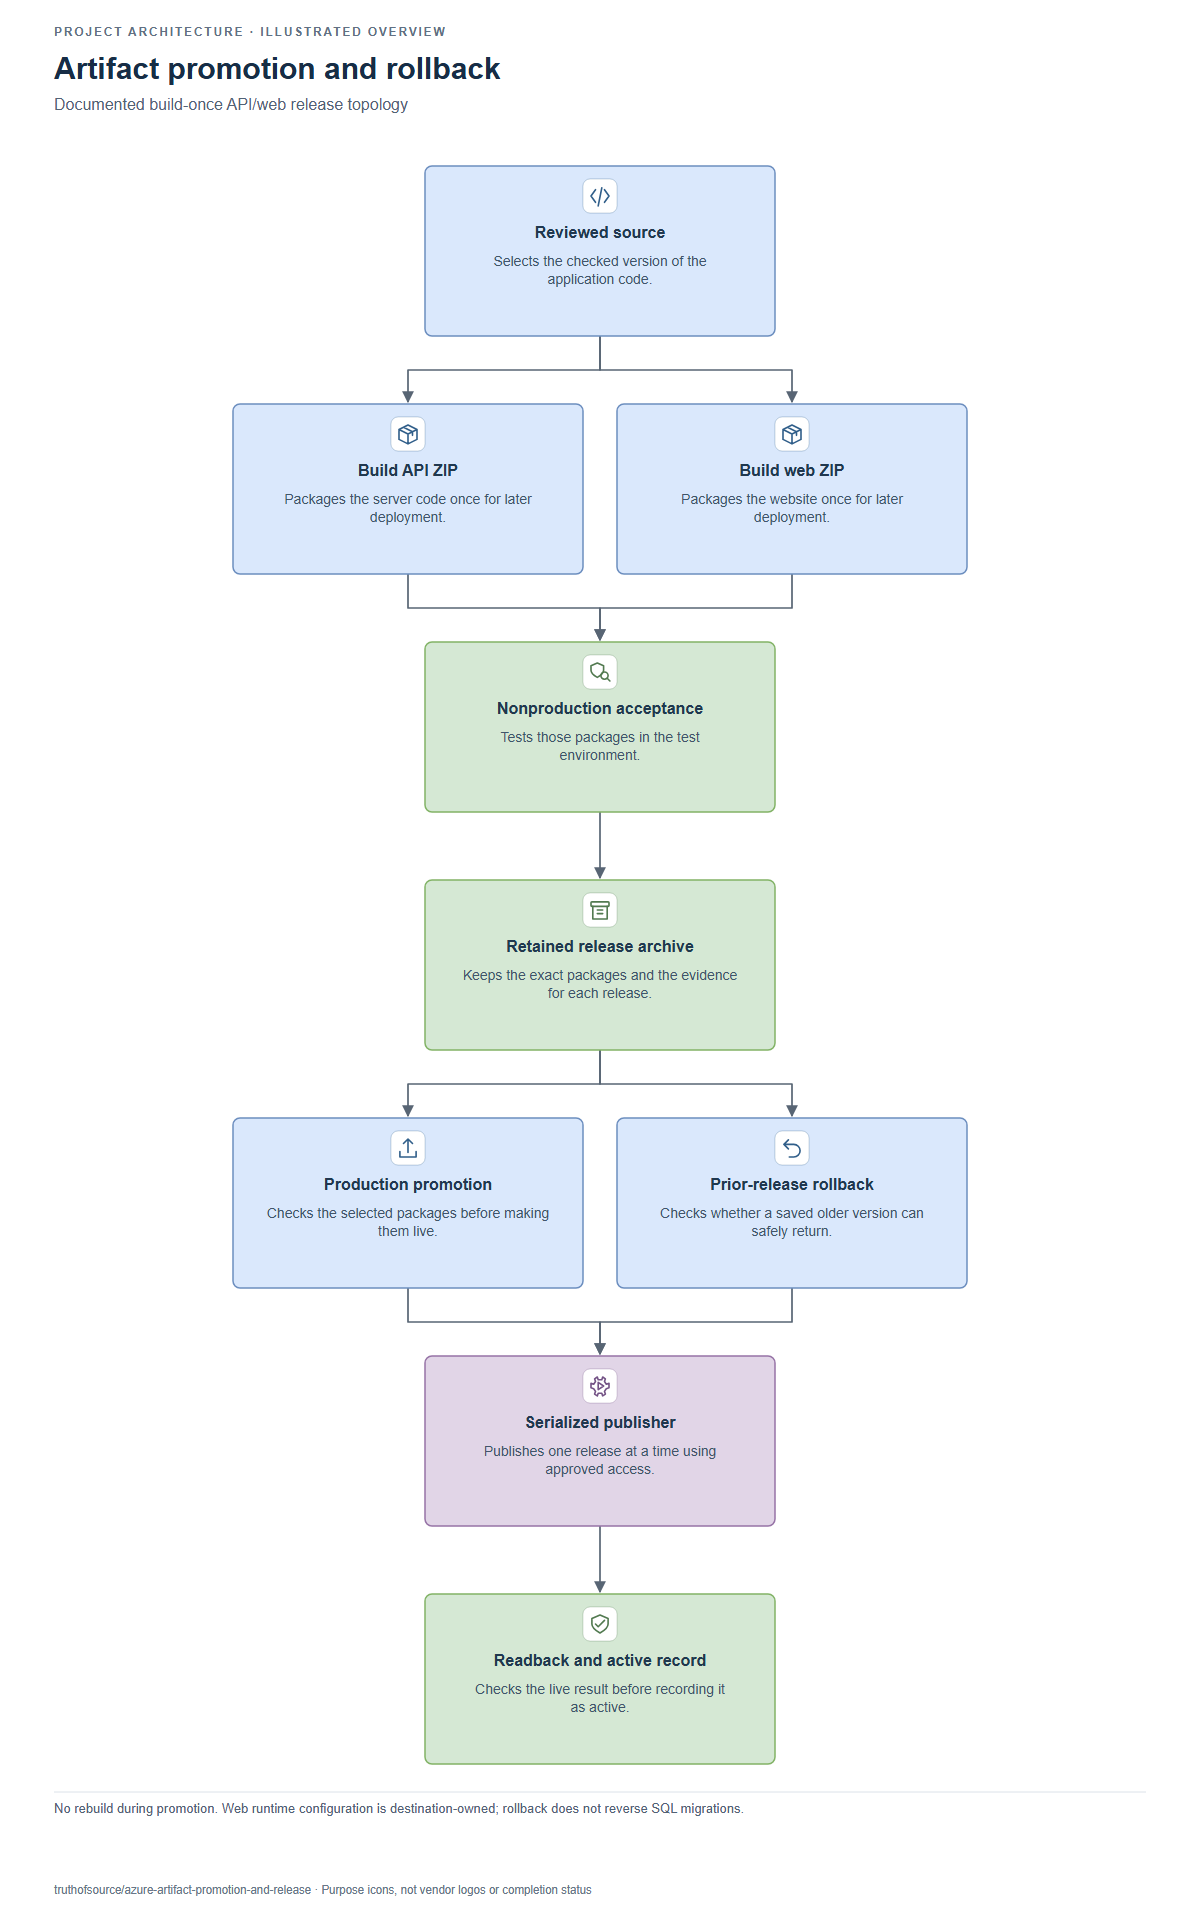 PROJECT ARCHITECTURE · ILLUSTRATED OVERVIEW
Artifact promotion and rollback
Documented build-once API/web release topology
Reviewed source
Selects the checked version of the
application code.
Build API ZIP
Packages the server code once for later
deployment.
Build web ZIP
Packages the website once for later
deployment.
Nonproduction acceptance
Tests those packages in the test
environment.
Retained release archive
Keeps the exact packages and the evidence
for each release.
Production promotion
Checks the selected packages before making
them live.
Prior-release rollback
Checks whether a saved older version can
safely return.
Serialized publisher
Publishes one release at a time using
approved access.
Readback and active record
Checks the live result before recording it
as active.
No rebuild during promotion. Web runtime configuration is destination-owned; rollback does not reverse SQL migrations.
truthofsource/azure-artifact-promotion-and-release · Purpose icons, not vendor logos or completion status